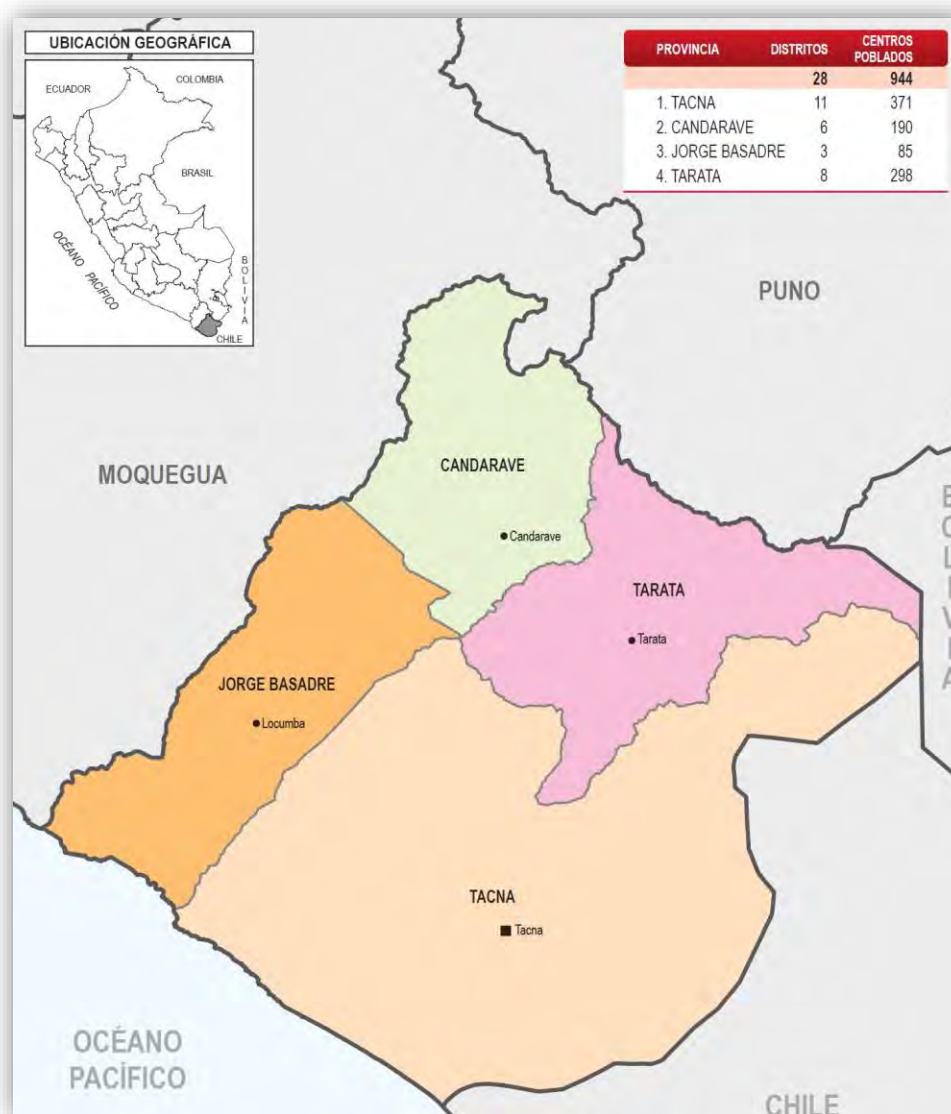 UBICACIÓN GEOGRÁFICA
ECUADOR
COLOMBIA
BRASIL
OCÉANO PACÍFICO
BOLIVIA
CHILE
PROVINCIA DISTRITOS CENTROS POBLADOS
28 944
1. TACNA 11 371
2. CANDARAVE 6 190
3. JORGE BASADRE 3 85
4. TARATA 8 298
PUNO
MOQUEGUA
CANDARAVE
Candarave
BOLIVIA
TARATA
Tarata
JORGE BASADRE
Locumba
TACNA
Tacna
OCÉANO
PACÍFICO
CHILE